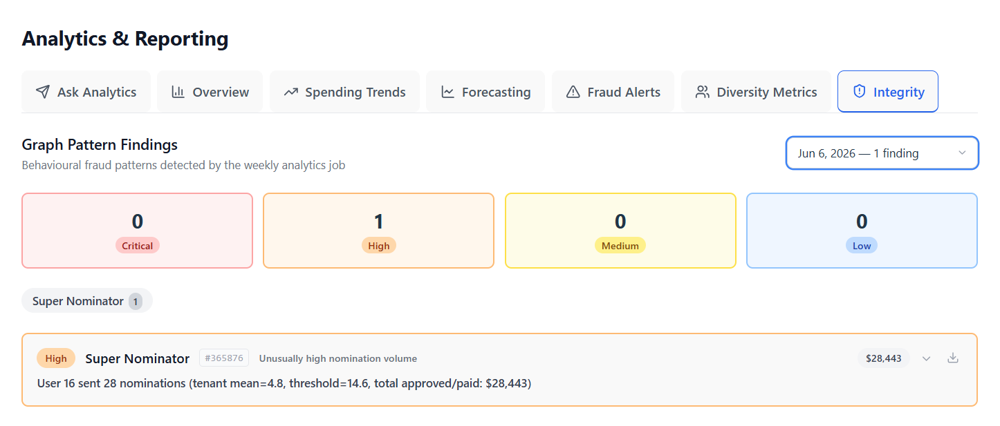 Analytics & Reporting
Ask Analytics
Overview
Spending Trends
Forecasting
Fraud Alerts
Diversity Metrics
Integrity
Graph Pattern Findings
Behavioural fraud patterns detected by the weekly analytics job
Jun 6, 2026 — 1 finding
0
Critical
1
High
0
Medium
0
Low
Super Nominator 1
High Super Nominator #365876 Unusually high nomination volume $28,443
User 16 sent 28 nominations (tenant mean=4.8, threshold=14.6, total approved/paid: $28,443)